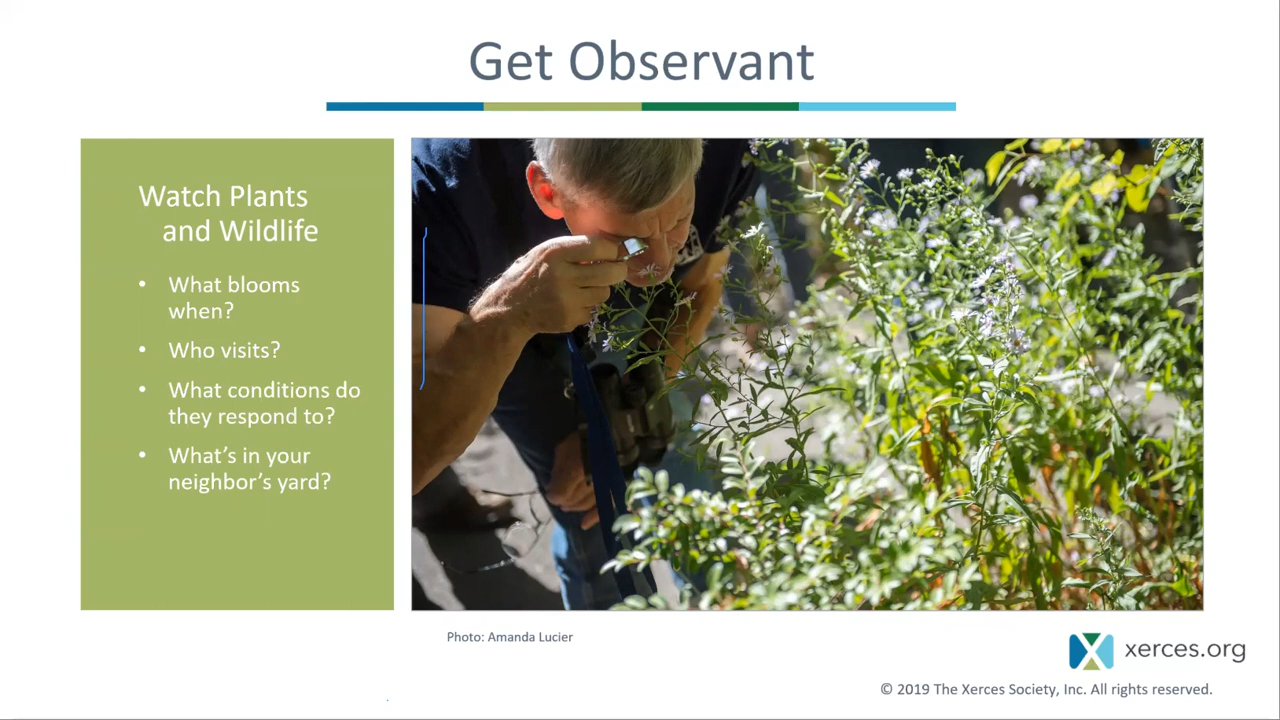 Get Observant
Watch Plants
and Wildlife
• What blooms
when?
• Who visits?
• What conditions do
they respond to?
• What’s in your
neighbor’s yard?
Photo: Amanda Lucier
xerces.org
© 2019 The Xerces Society, Inc. All rights reserved.